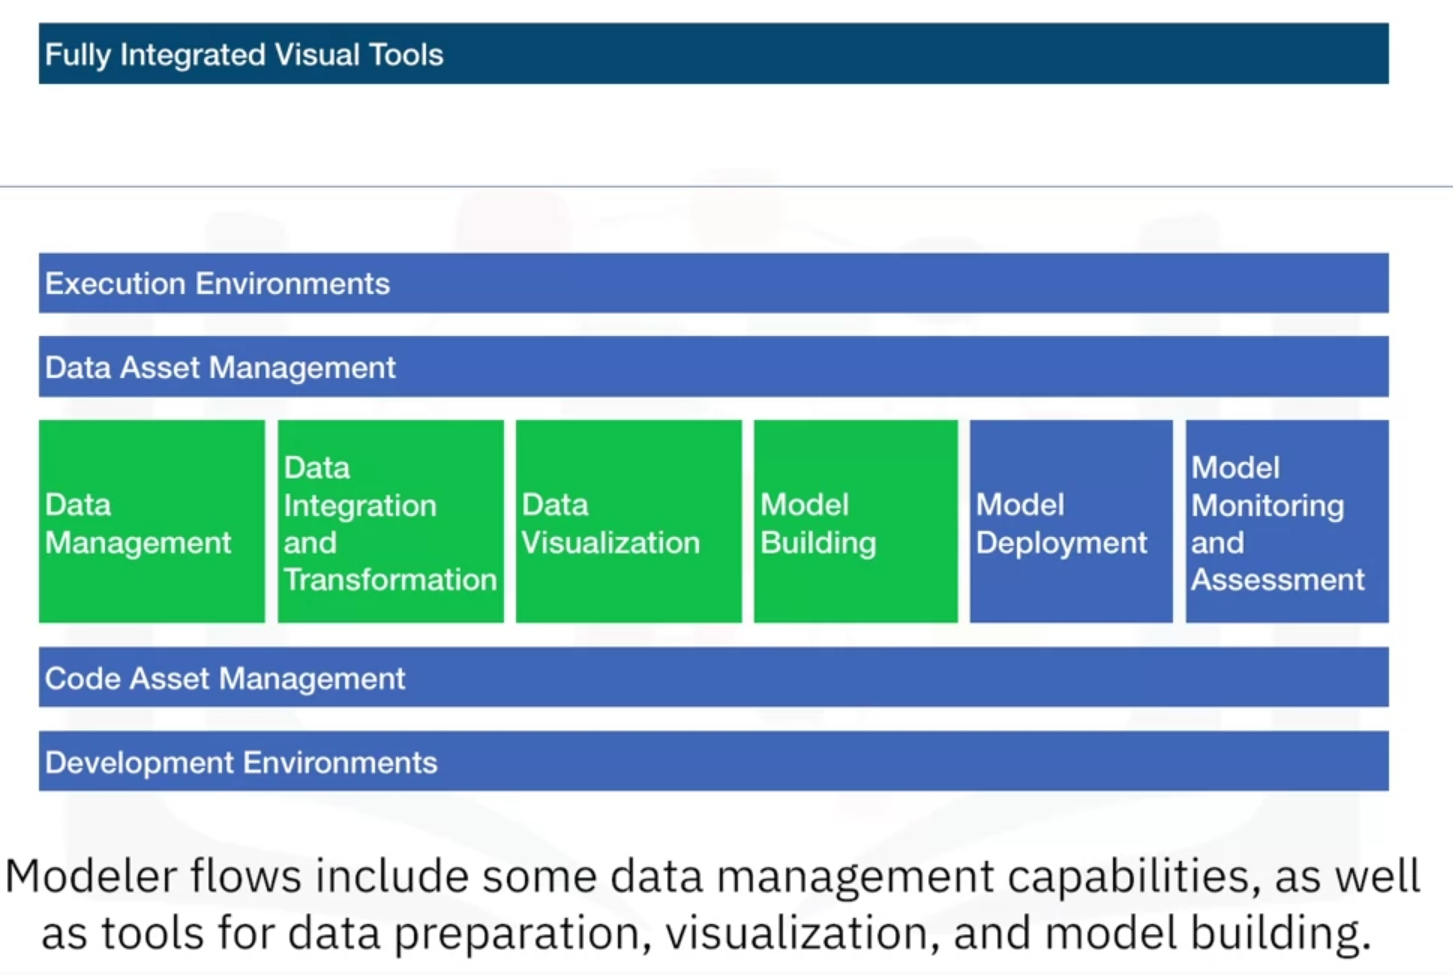 Fully Integrated Visual Tools
Execution Environments
Data Asset Management
Data
Management
Data
Integration
and
Transformation
Data
Visualization
Model
Building
Model
Deployment
Model
Monitoring
and
Assessment
Code Asset Management
Development Environments
Modeler flows include some data management capabilities, as well
as tools for data preparation, visualization, and model building.